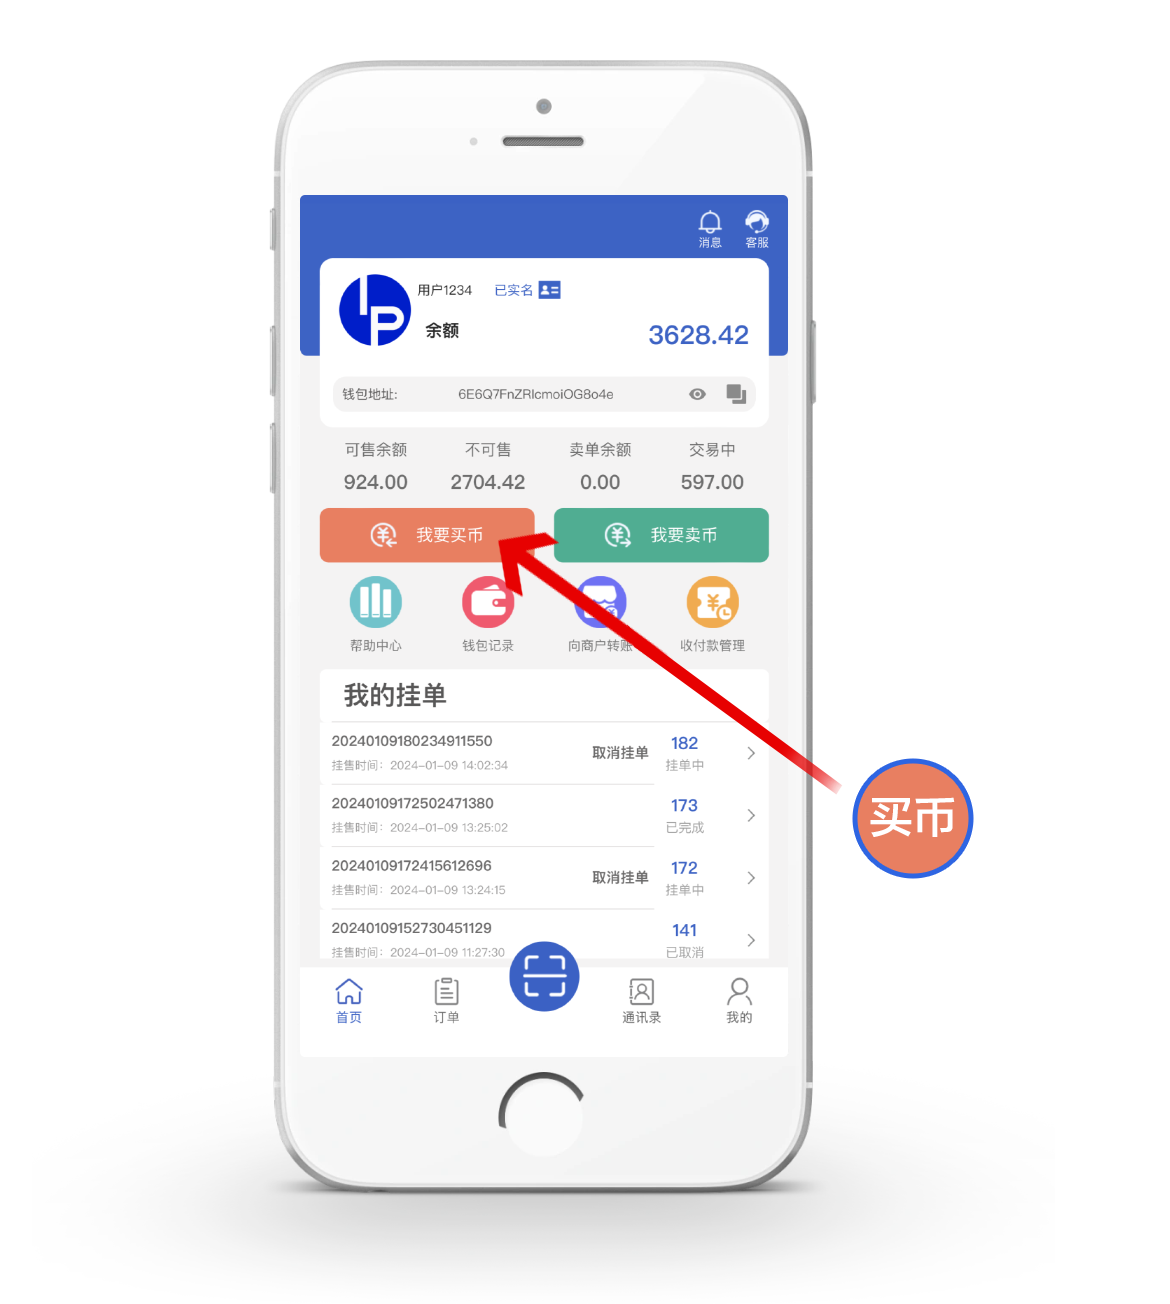 消息 客服
IP
用户1234 已实名
余额 3628.42
钱包地址: 6E6Q7FnZRlcmoiOG8o4e
可售余额 不可售 卖单余额 交易中
924.00 2704.42 0.00 597.00
我要买币 我要卖币
帮助中心 钱包记录 向商户转账 收付款管理
我的挂单
20240109180234911550 取消挂单 182
挂售时间：2024-01-09 14:02:34 挂单中
20240109172502471380 173
挂售时间：2024-01-09 13:25:02 已完成
买币
20240109172415612696 取消挂单 172
挂售时间：2024-01-09 13:24:15 挂单中
20240109152730451129 141
挂售时间：2024-01-09 11:27:30 已取消
首页 订单 通讯录 我的